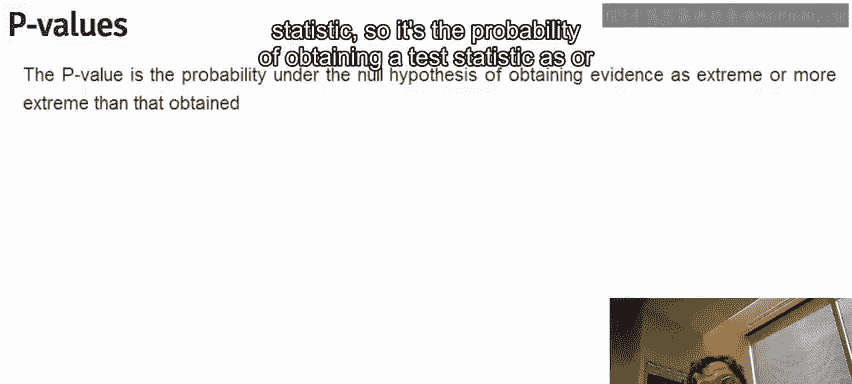 P-values
statistic, so it's the probability
of obtaining a test statistic as or
The P-value is the probability under the null hypothesis of obtaining evidence as extreme or more
extreme than that obtained